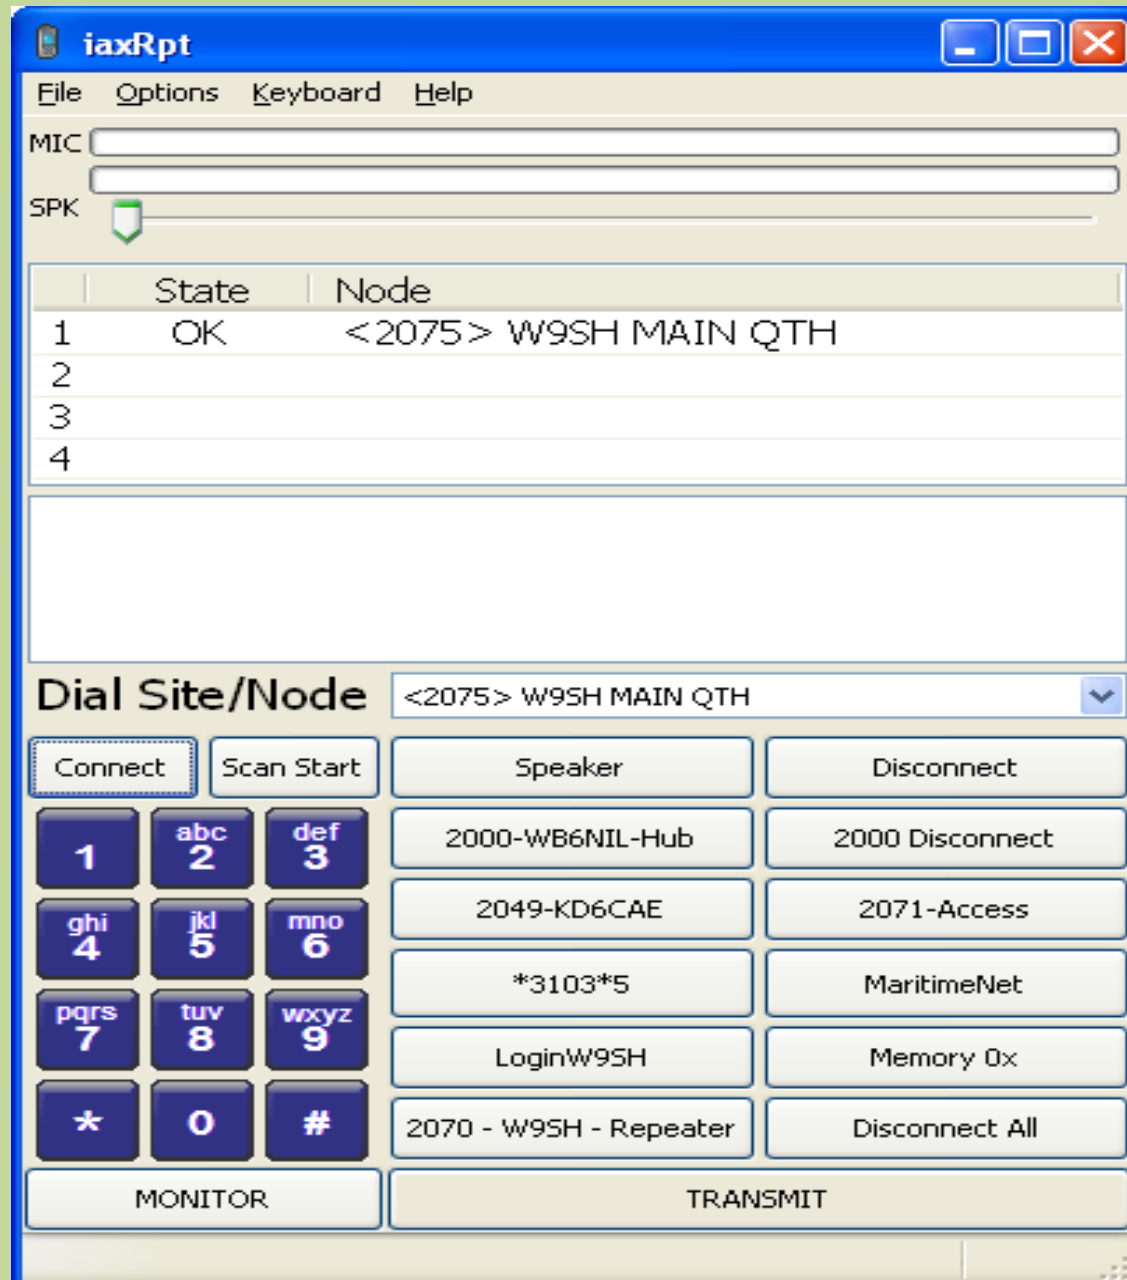 iaxRpt
File Options Keyboard Help
MIC
SPK
State Node
1 OK <2075> W9SH MAIN QTH
2
3
4
Dial Site/Node <2075> W9SH MAIN QTH
Connect Scan Start Speaker Disconnect
1 abc 2 def 3 2000-WB6NIL-Hub 2000 Disconnect
ghi 4 jkl 5 mno 6 2049-KD6CAE 2071-Access
*3103*5 MaritimeNet
pqrs 7 tuv 8 wxyz 9 LoginW9SH Memory 0x
* 0 # 2070 - W9SH - Repeater Disconnect All
MONITOR TRANSMIT